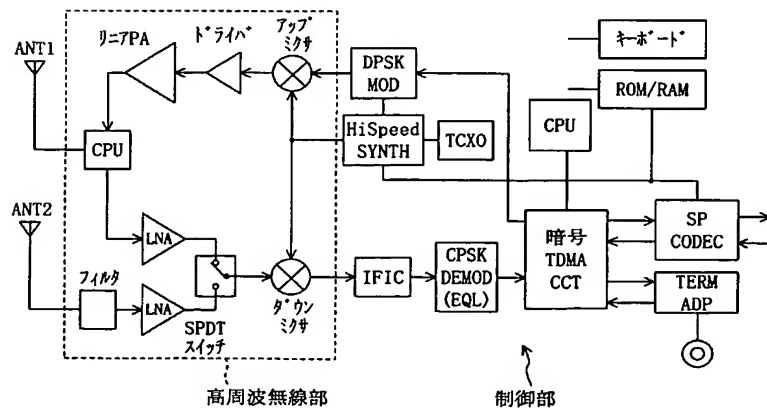 ANT1
リニアPA
ドライバ
アップ
ミクサ
DPSK
MOD
キーボード
ROM/RAM
CPU
HiSpeed
SYNTH
TCXO
CPU
ANT2
LNA
フィルタ
LNA
SPDT
スイッチ
ダウン
ミクサ
IFIC
CPSK
DEMOD
(EQL)
暗号
TDMA
CCT
SP
CODEC
TERM
ADP
高周波無線部
制御部